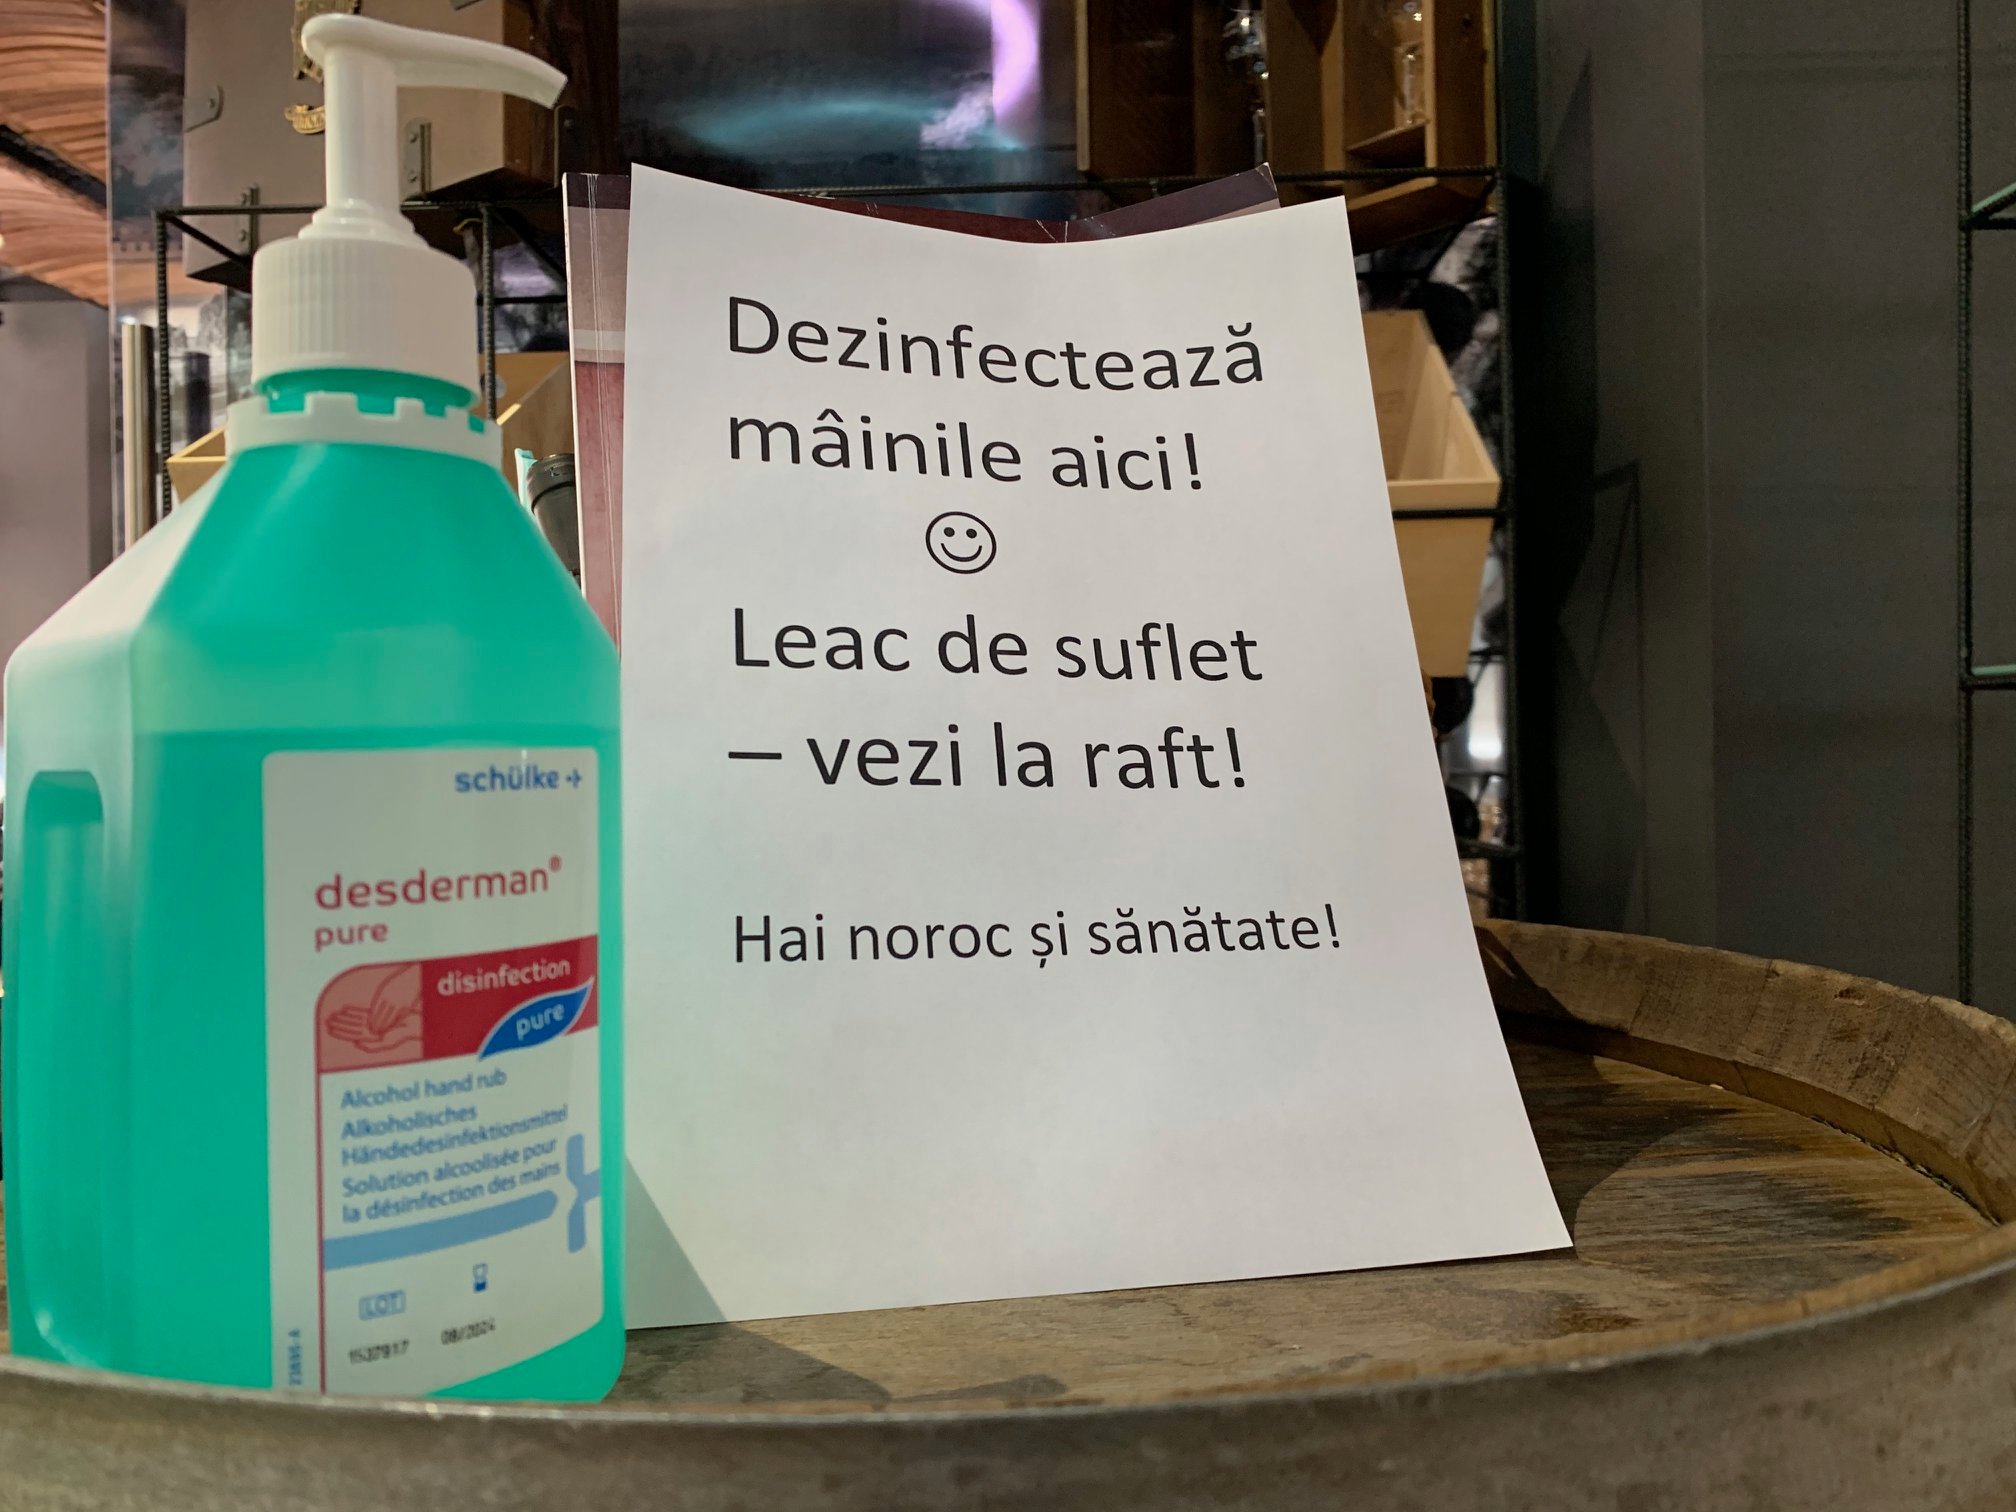 Dezinfectează
mâinile aici!
☺
Leac de suflet
– vezi la raft!
Hai noroc și sănătate!
schülke
desderman®
pure
disinfection
pure
Alcohol hand rub
Alkoholisches
Händedesinfektionsmittel
Solution alcoolisée pour
la désinfection des mains
LOT
1537917
08/2024